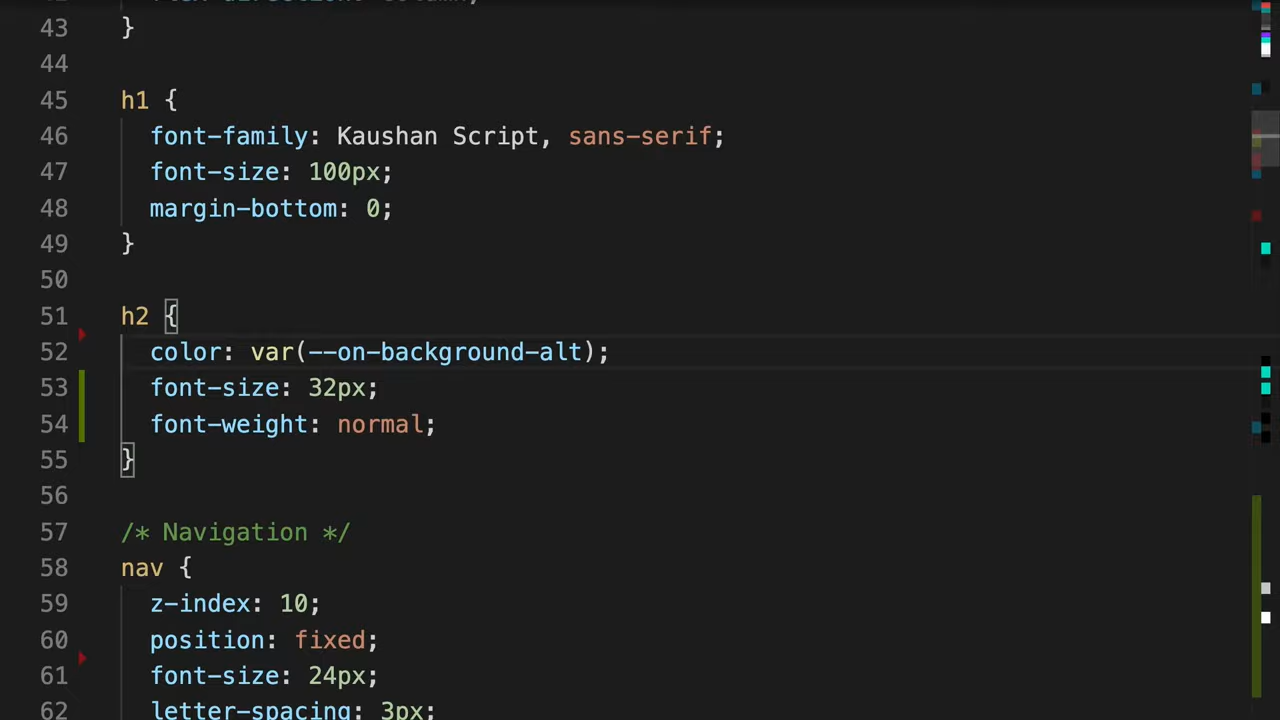 43 }
44
45 h1 {
46 font-family: Kaushan Script, sans-serif;
47 font-size: 100px;
48 margin-bottom: 0;
49 }
50
51 h2 {
52 color: var(--on-background-alt);
53 font-size: 32px;
54 font-weight: normal;
55 }
56
57 /* Navigation */
58 nav {
59 z-index: 10;
60 position: fixed;
61 font-size: 24px;
62 letter-spacing: 3px;